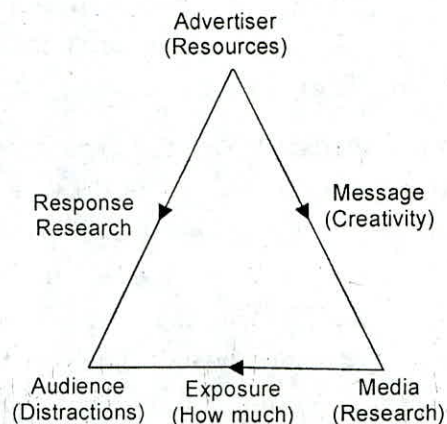 Advertiser
(Resources)
Response
Research
Message
(Creativity)
Audience
(Distractions)
Exposure
(How much)
Media
(Research)